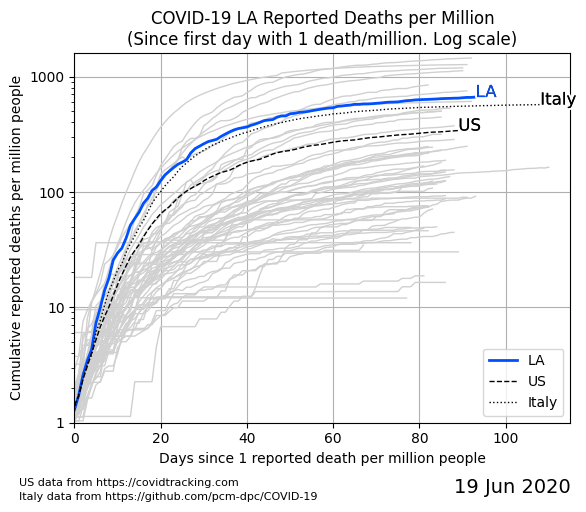 COVID-19 LA Reported Deaths per Million
(Since first day with 1 death/million. Log scale)
Cumulative reported deaths per million people
1000
100
10
1
LA
Italy
US
LA
US
Italy
0 20 40 60 80 100
Days since 1 reported death per million people
US data from https://covidtracking.com
Italy data from https://github.com/pcm-dpc/COVID-19
19 Jun 2020